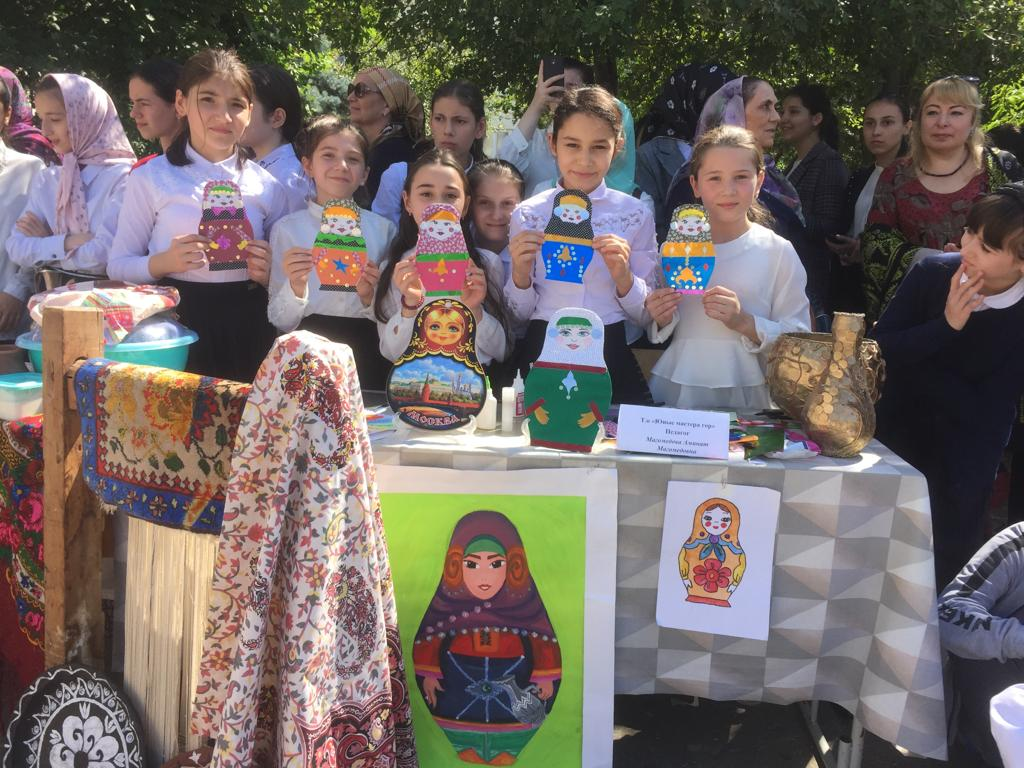 МОСКВА
Т/о «Юные мастера гор»
Педагог
Магомедова Аминат
Магомедовна